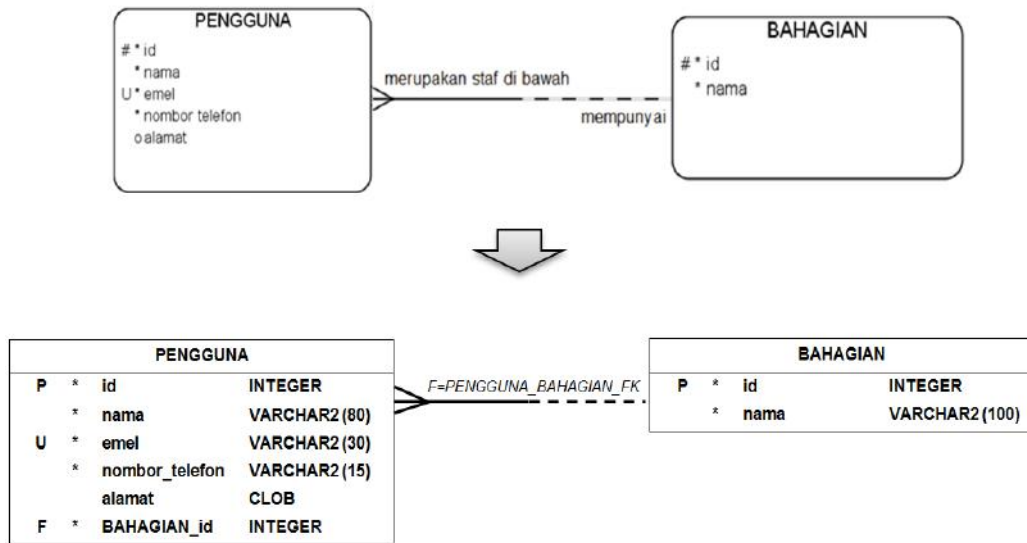 PENGGUNA
# * id
* nama
U * emel
* nombor telefon
o alamat
merupakan staf di bawah
mempunyai
BAHAGIAN
# * id
* nama
PENGGUNA
P * id INTEGER
* nama VARCHAR2 (80)
U * emel VARCHAR2 (30)
* nombor_telefon VARCHAR2 (15)
alamat CLOB
F * BAHAGIAN_id INTEGER
F=PENGGUNA_BAHAGIAN_FK
BAHAGIAN
P * id INTEGER
* nama VARCHAR2 (100)